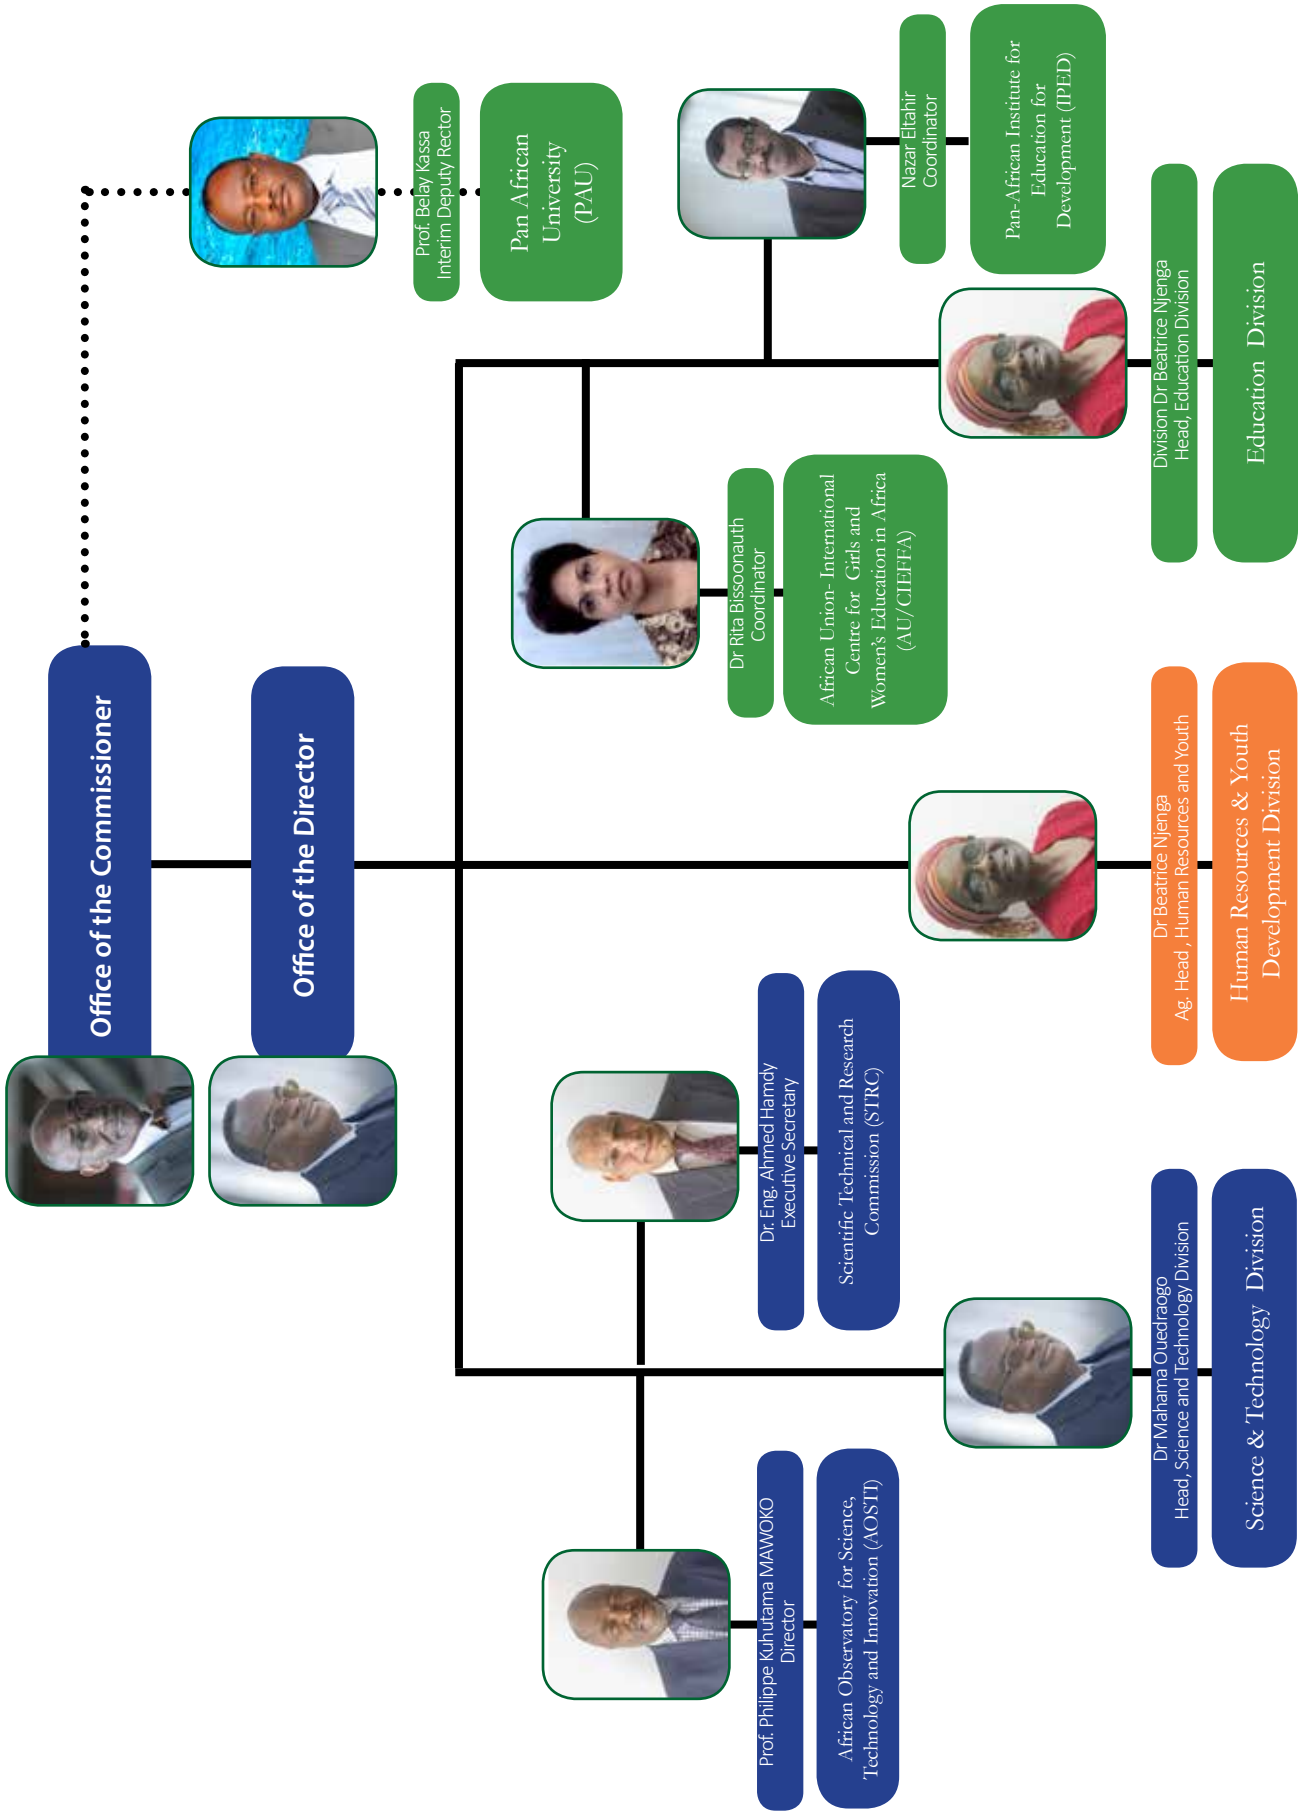 Office of the Commissioner
Office of the Director
Prof. Belay Kassa
Interim Deputy Rector
Pan African
University
(PAU)
Prof. Philippe Kuhutama MAWOKO
Director
African Observatory for Science,
Technology and Innovation (AOSTI)
Dr. Eng. Ahmed Hamdy
Executive Secretary
Scientific Technical and Research
Commission (STRC)
Dr Rita Bissoonauth
Coordinator
African Union- International
Centre for Girls and
Women's Education in Africa
(AU/CIEFFA)
Nazar Eltahir
Coordinator
Pan-African Institute for
Education for
Development (IPED)
Dr Mahama Ouedraogo
Head, Science and Technology Division
Science & Technology Division
Dr Beatrice Njenga
Ag. Head, Human Resources and Youth
Human Resources & Youth
Development Division
Division Dr Beatrice Njenga
Head, Education Division
Education Division